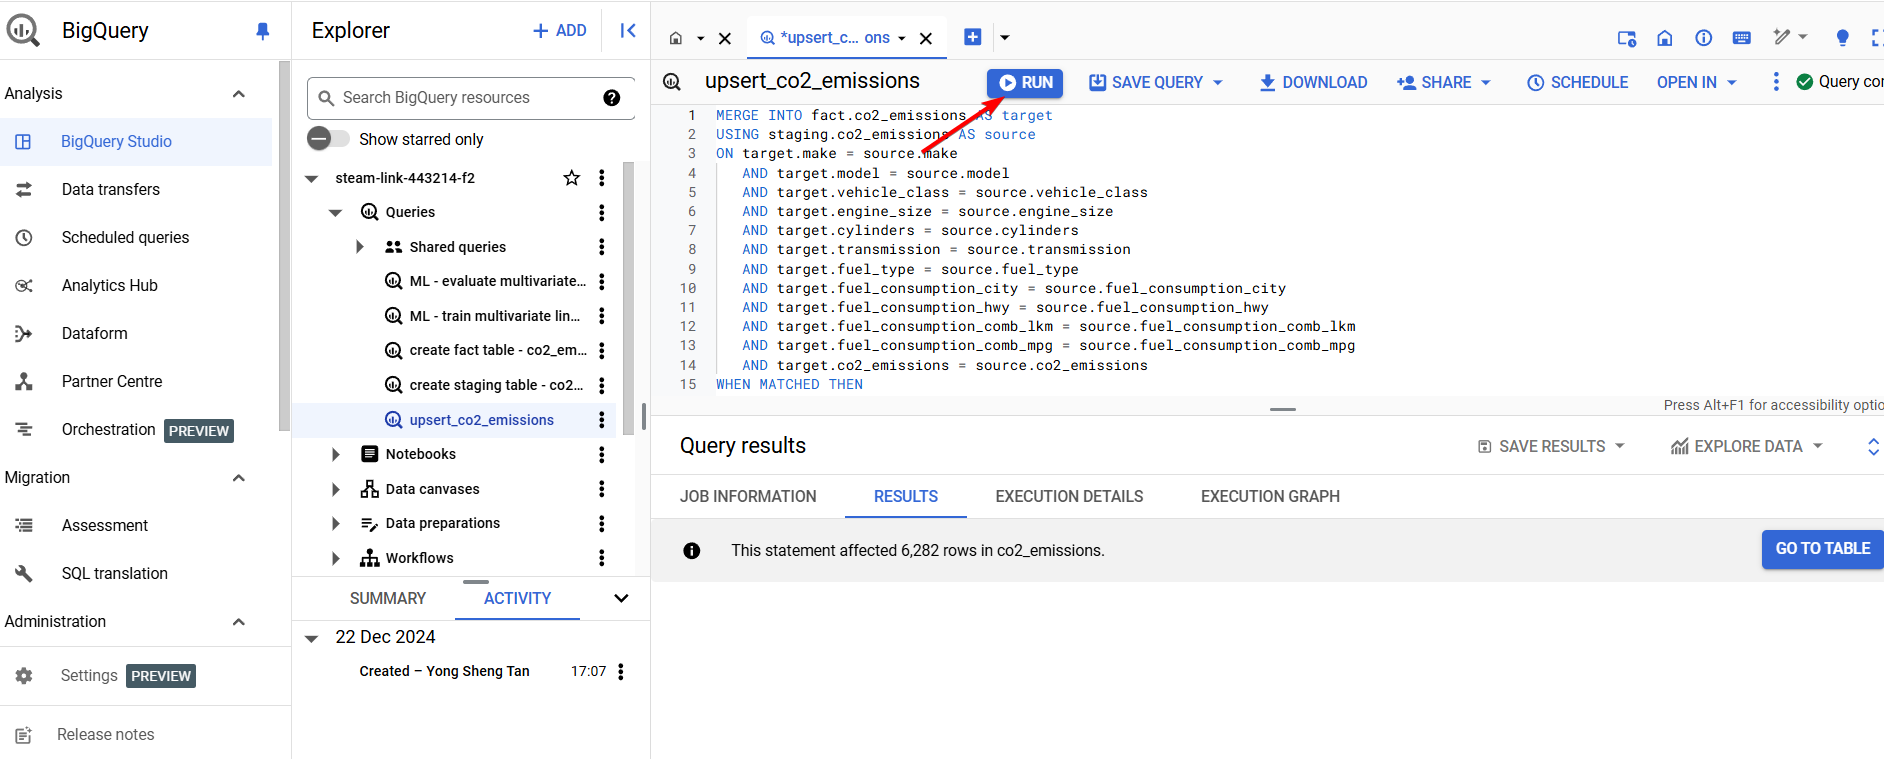 BigQuery
Analysis
BigQuery Studio
Data transfers
Scheduled queries
Analytics Hub
Dataform
Partner Centre
Orchestration PREVIEW
Migration
Assessment
SQL translation
Administration
Settings PREVIEW
Release notes
Explorer
+ ADD
Search BigQuery resources
Show starred only
steam-link-443214-f2
Queries
Shared queries
ML - evaluate multivariate...
ML - train multivariate lin...
create fact table - co2_em...
create staging table - co2...
upsert_co2_emissions
Notebooks
Data canvases
Data preparations
Workflows
SUMMARY ACTIVITY
22 Dec 2024
Created – Yong Sheng Tan 17:07
*upsert_c... ons
upsert_co2_emissions RUN SAVE QUERY DOWNLOAD SHARE SCHEDULE OPEN IN Query con
1 MERGE INTO fact.co2_emissions AS target
2 USING staging.co2_emissions AS source
3 ON target.make = source.make
4 AND target.model = source.model
5 AND target.vehicle_class = source.vehicle_class
6 AND target.engine_size = source.engine_size
7 AND target.cylinders = source.cylinders
8 AND target.transmission = source.transmission
9 AND target.fuel_type = source.fuel_type
10 AND target.fuel_consumption_city = source.fuel_consumption_city
11 AND target.fuel_consumption_hwy = source.fuel_consumption_hwy
12 AND target.fuel_consumption_comb_lkm = source.fuel_consumption_comb_lkm
13 AND target.fuel_consumption_comb_mpg = source.fuel_consumption_comb_mpg
14 AND target.co2_emissions = source.co2_emissions
15 WHEN MATCHED THEN
Press Alt+F1 for accessibility optio
Query results SAVE RESULTS EXPLORE DATA
JOB INFORMATION RESULTS EXECUTION DETAILS EXECUTION GRAPH
This statement affected 6,282 rows in co2_emissions. GO TO TABLE